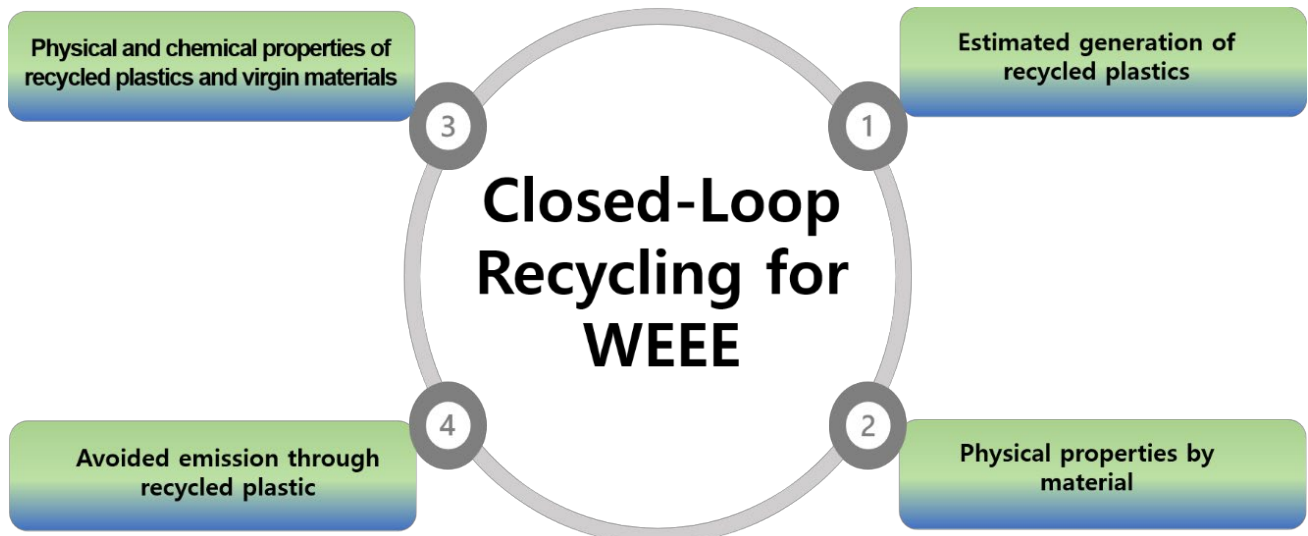 Physical and chemical properties of
recycled plastics and virgin materials
3
Estimated generation of
recycled plastics
1
Closed-Loop
Recycling for
WEEE
4
Avoided emission through
recycled plastic
2
Physical properties by
material